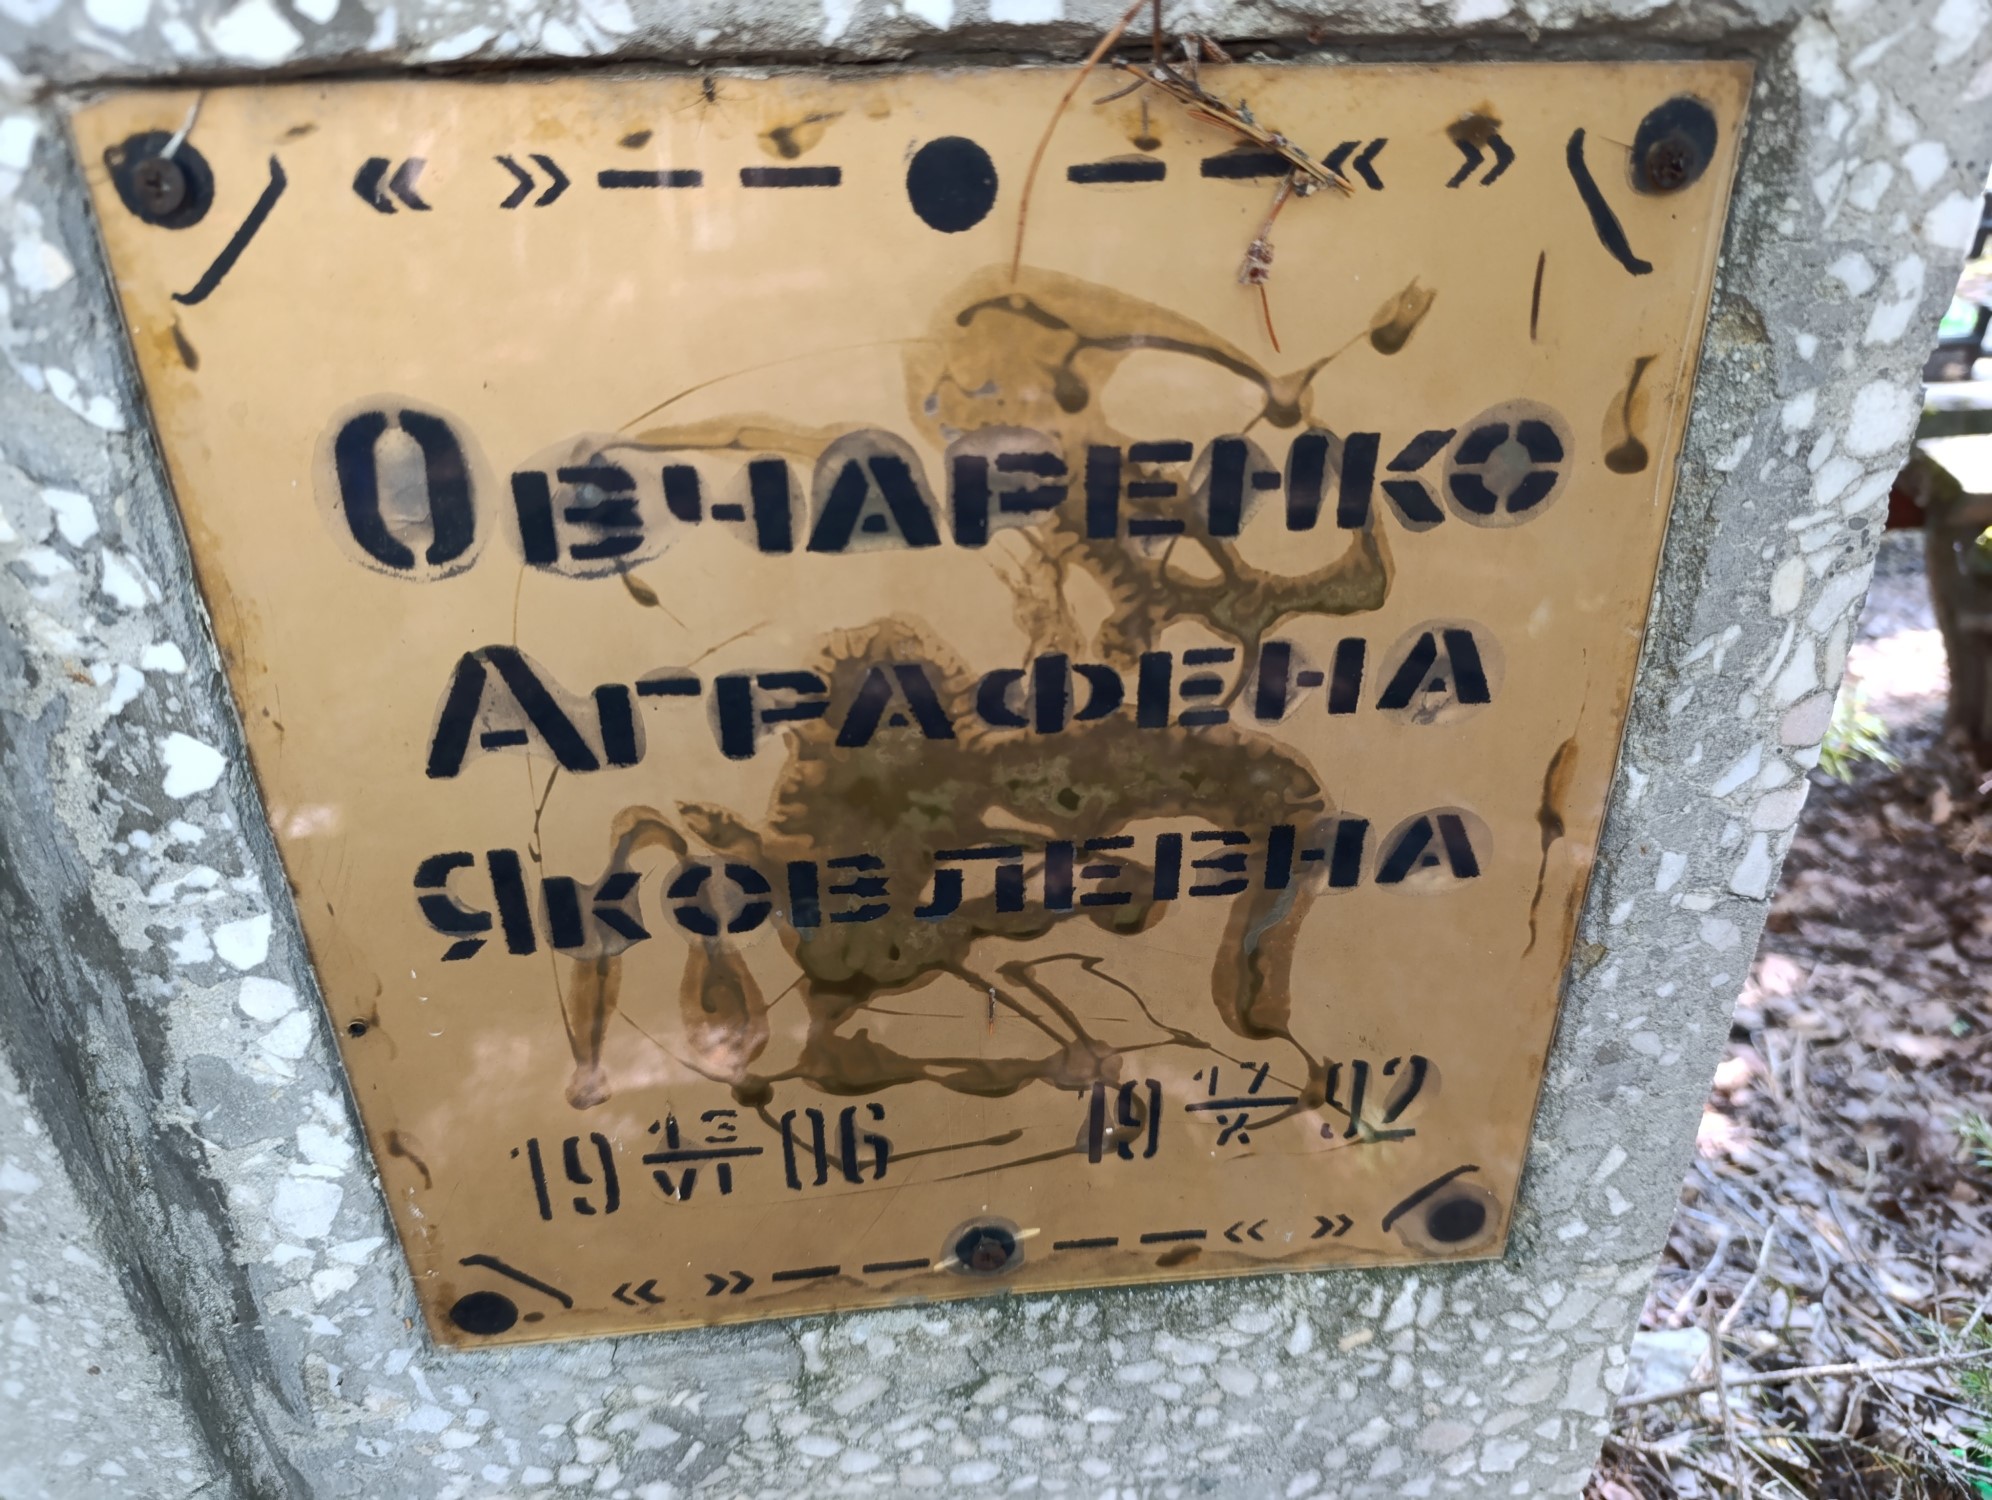 Овчаренко
Аграфена
Яковлевна
19 13/VI 06 19 17/X 92